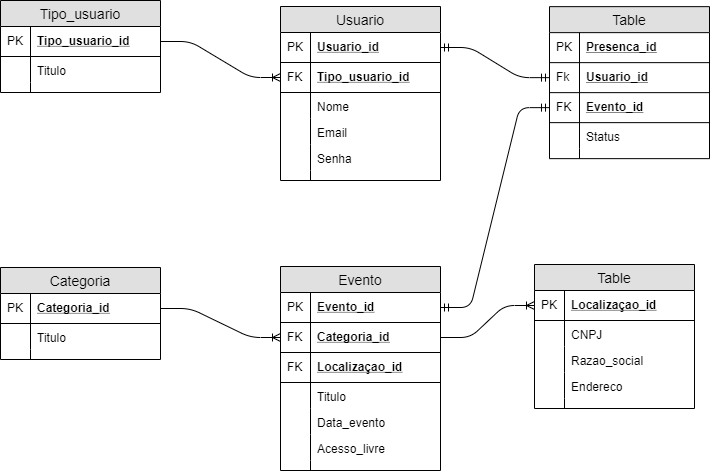 Tipo_usuario
PK Tipo_usuario_id
Titulo
Usuario
PK Usuario_id
FK Tipo_usuario_id
Nome
Email
Senha
Table
PK Presenca_id
Fk Usuario_id
FK Evento_id
Status
Categoria
PK Categoria_id
Titulo
Evento
PK Evento_id
FK Categoria_id
FK Localizaçao_id
Titulo
Data_evento
Acesso_livre
Table
PK Localizaçao_id
CNPJ
Razao_social
Endereco